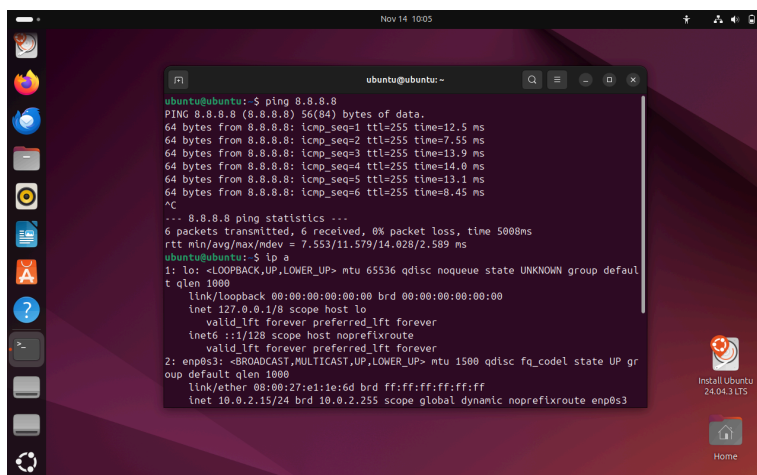 Nov 14 10:05
ubuntu@ubuntu: ~
ubuntu@ubuntu:~$ ping 8.8.8.8
PING 8.8.8.8 (8.8.8.8) 56(84) bytes of data.
64 bytes from 8.8.8.8: icmp_seq=1 ttl=255 time=12.5 ms
64 bytes from 8.8.8.8: icmp_seq=2 ttl=255 time=7.55 ms
64 bytes from 8.8.8.8: icmp_seq=3 ttl=255 time=13.9 ms
64 bytes from 8.8.8.8: icmp_seq=4 ttl=255 time=14.0 ms
64 bytes from 8.8.8.8: icmp_seq=5 ttl=255 time=13.1 ms
64 bytes from 8.8.8.8: icmp_seq=6 ttl=255 time=8.45 ms
^C
--- 8.8.8.8 ping statistics ---
6 packets transmitted, 6 received, 0% packet loss, time 5008ms
rtt min/avg/max/mdev = 7.553/11.579/14.028/2.589 ms
ubuntu@ubuntu:~$ ip a
1: lo: <LOOPBACK,UP,LOWER_UP> mtu 65536 qdisc noqueue state UNKNOWN group defaul
t qlen 1000
    link/loopback 00:00:00:00:00:00 brd 00:00:00:00:00:00
    inet 127.0.0.1/8 scope host lo
       valid_lft forever preferred_lft forever
    inet6 ::1/128 scope host noprefixroute
       valid_lft forever preferred_lft forever
2: enp0s3: <BROADCAST,MULTICAST,UP,LOWER_UP> mtu 1500 qdisc fq_codel state UP gr
oup default qlen 1000
    link/ether 08:00:27:e1:1e:6d brd ff:ff:ff:ff:ff:ff
    inet 10.0.2.15/24 brd 10.0.2.255 scope global dynamic noprefixroute enp0s3
Install Ubuntu
24.04.3 LTS
Home